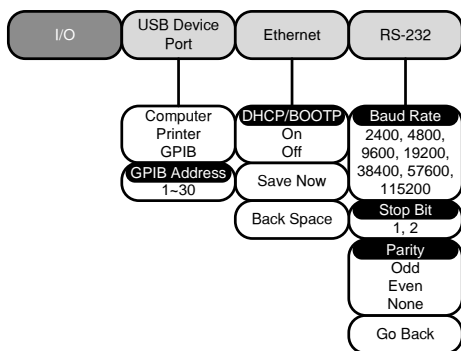 I/O
USB Device
Port
Ethernet
RS-232
Computer
Printer
GPIB
GPIB Address
1~30
DHCP/BOOTP
On
Off
Save Now
Back Space
Baud Rate
2400, 4800,
9600, 19200,
38400, 57600,
115200
Stop Bit
1, 2
Parity
Odd
Even
None
Go Back